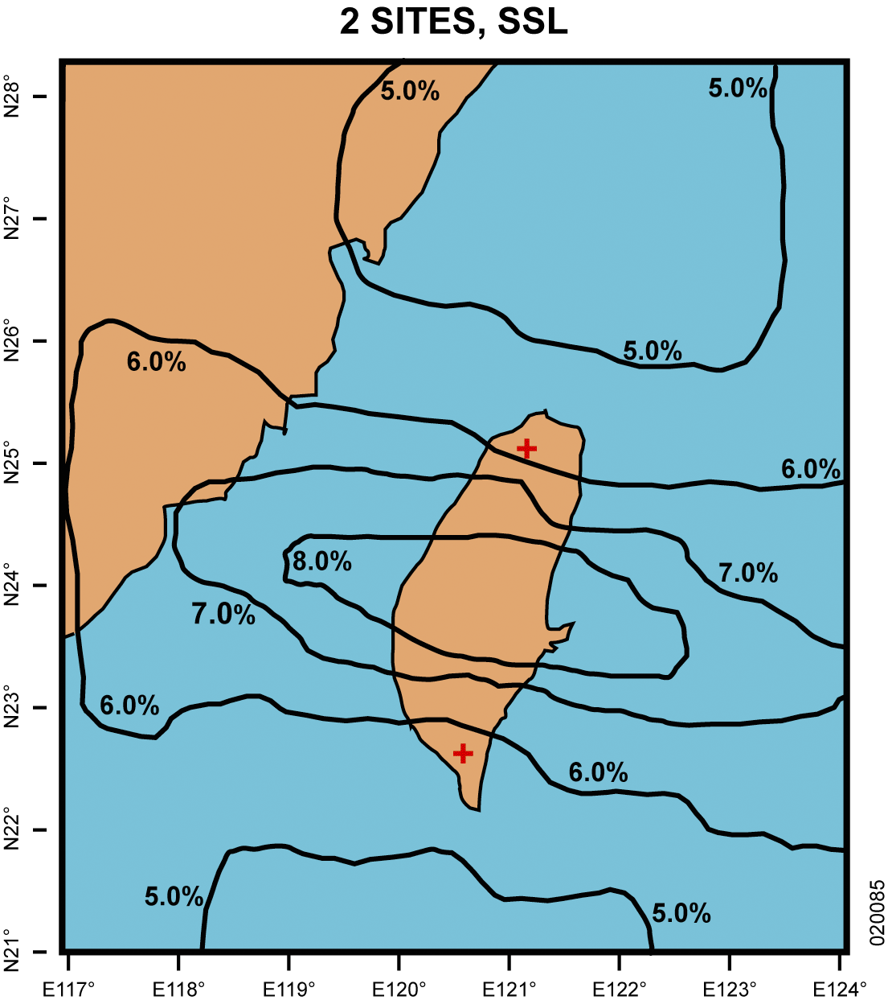 2 SITES, SSL
5.0%
5.0%
N28°
N27°
N26°
5.0%
6.0%
N25°
6.0%
8.0%
7.0%
N24°
7.0%
N23°
6.0%
6.0%
N22°
5.0%
5.0%
020085
N21°
E117°
E118°
E119°
E120°
E121°
E122°
E123°
E124°